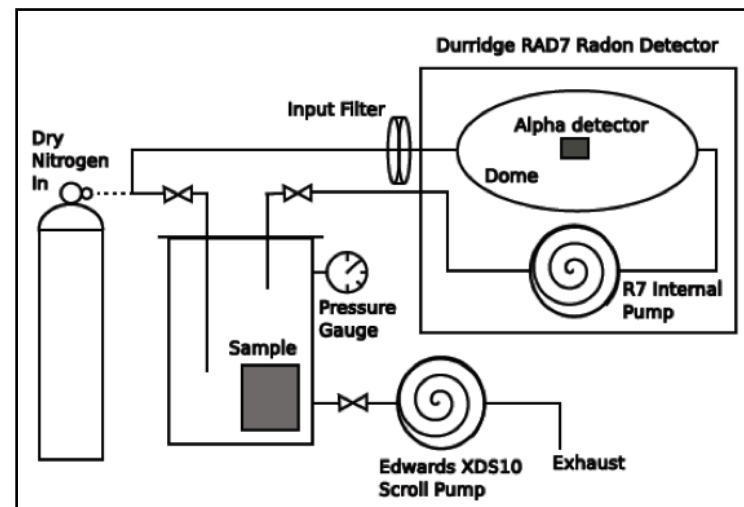 Durridge RAD7 Radon Detector
Input Filter
Dry
Nitrogen
In
Alpha detector
Dome
R7 Internal
Pump
Pressure
Gauge
Sample
Edwards XDS10
Scroll Pump
Exhaust